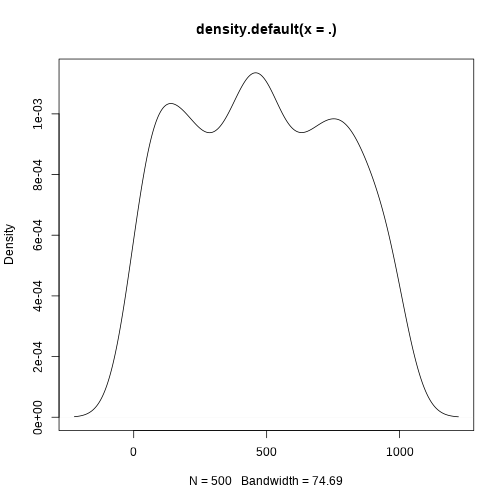 density.default(x = .)
Density
1e-03
8e-04
6e-04
4e-04
2e-04
0e+00
0 500 1000
N = 500 Bandwidth = 74.69